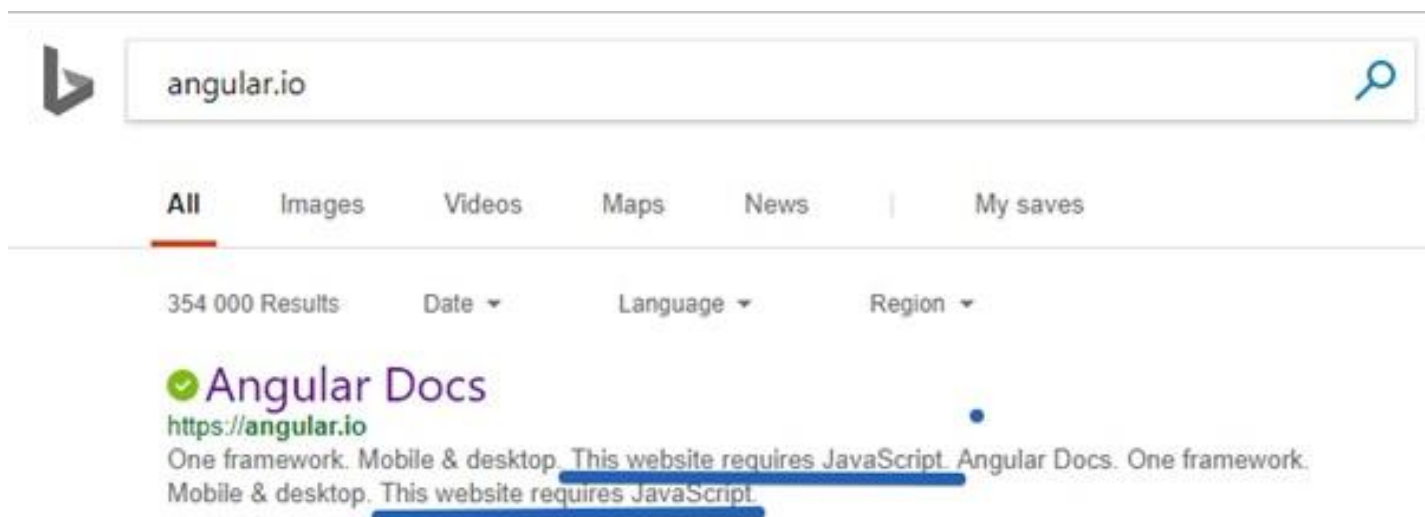 angular.io
All Images Videos Maps News | My saves
354 000 Results Date Language Region
Angular Docs
https://angular.io
One framework. Mobile & desktop. This website requires JavaScript. Angular Docs. One framework.
Mobile & desktop. This website requires JavaScript.